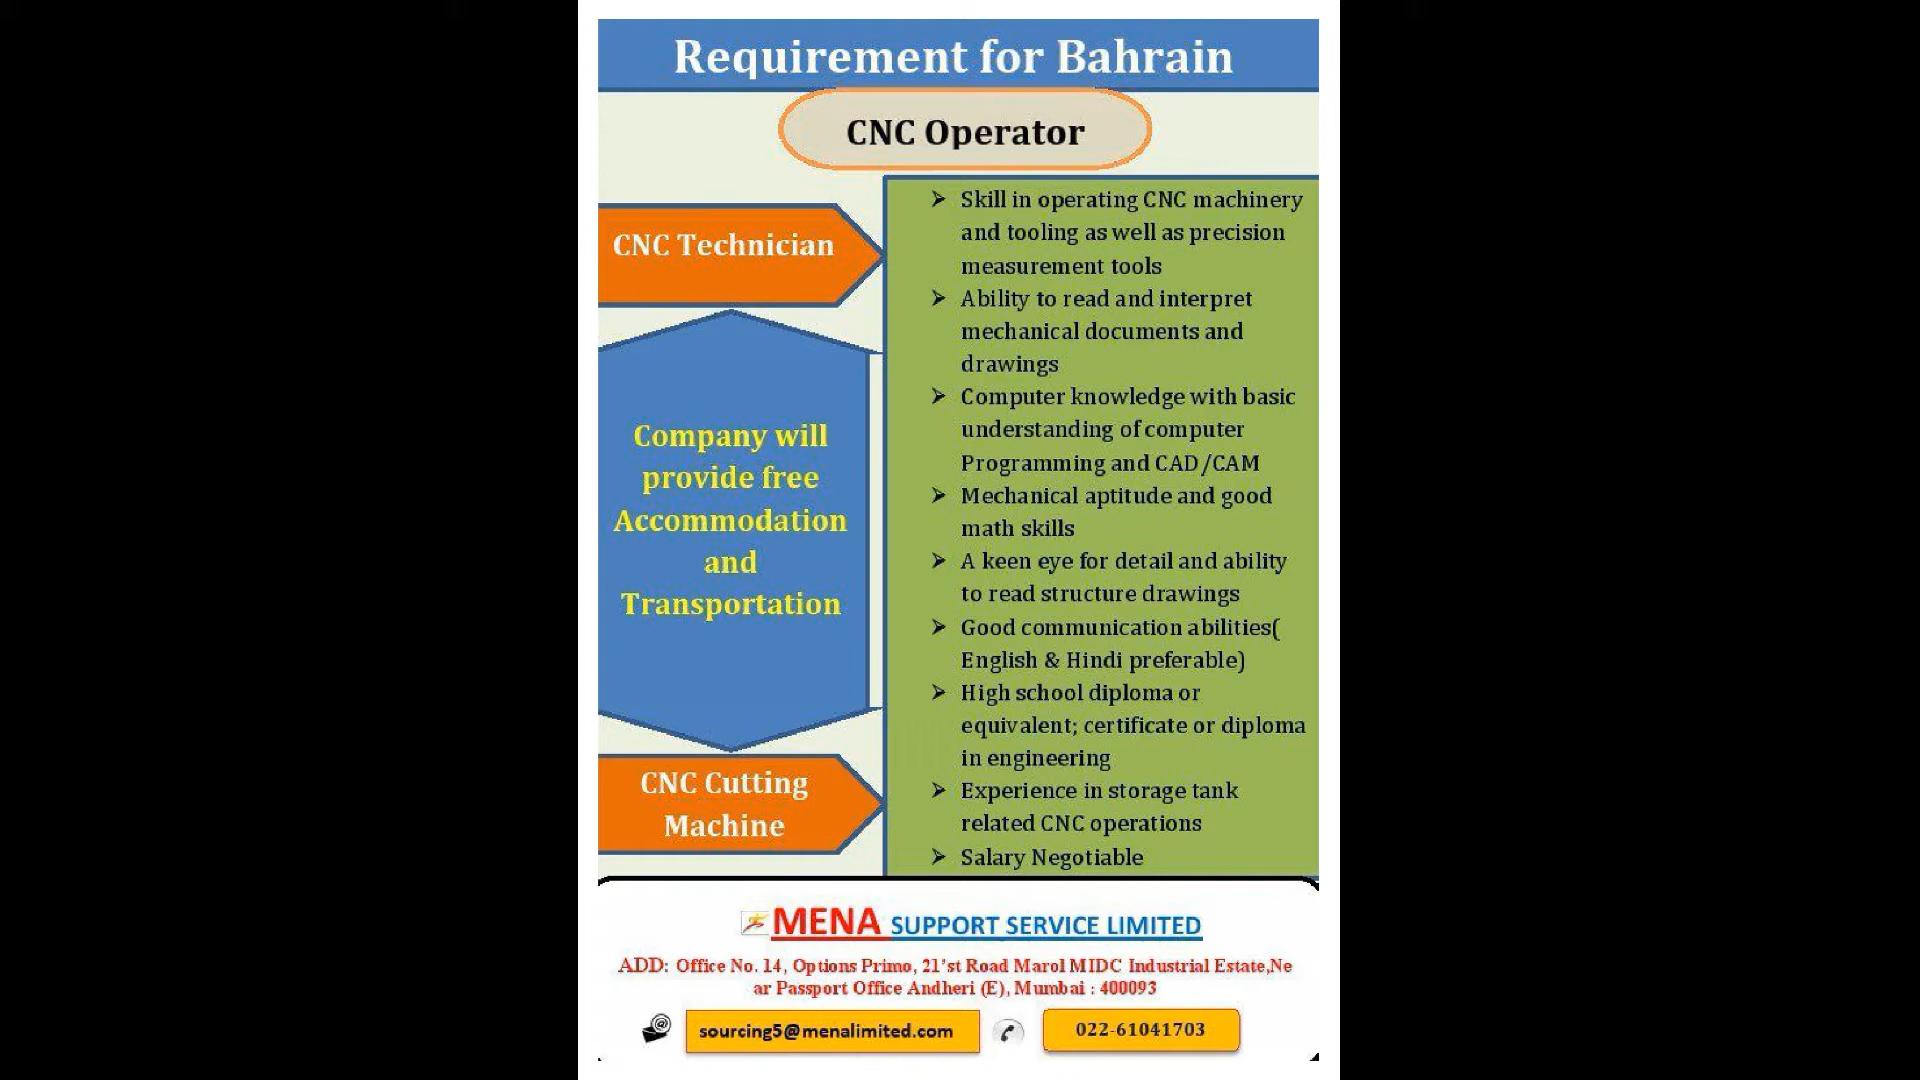 Requirement for Bahrain
CNC Operator
CNC Technician
Company will
provide free
Accommodation
and
Transportation
CNC Cutting
Machine
➢ Skill in operating CNC machinery
and tooling as well as precision
measurement tools
➢ Ability to read and interpret
mechanical documents and
drawings
➢ Computer knowledge with basic
understanding of computer
Programming and CAD/CAM
➢ Mechanical aptitude and good
math skills
➢ A keen eye for detail and ability
to read structure drawings
➢ Good communication abilities(
English & Hindi preferable)
➢ High school diploma or
equivalent; certificate or diploma
in engineering
➢ Experience in storage tank
related CNC operations
➢ Salary Negotiable
MENA SUPPORT SERVICE LIMITED
ADD: Office No. 14, Options Primo, 21'st Road Marol MIDC Industrial Estate,Ne
ar Passport Office Andheri (E), Mumbai : 400093
sourcing5@menalimited.com
022-61041703